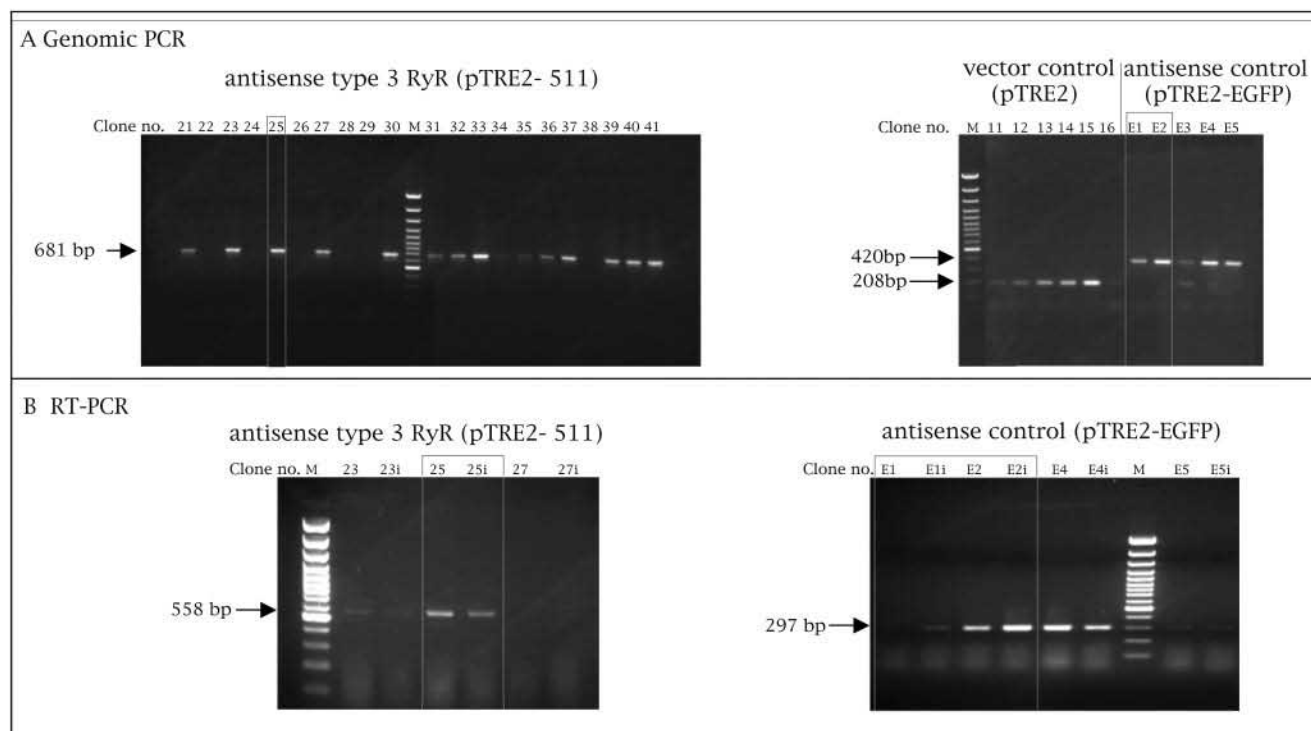 A Genomic PCR
antisense type 3 RyR (pTRE2- 511)
Clone no. 21 22 23 24 25 26 27 28 29 30 M 31 32 33 34 35 36 37 38 39 40 41
681 bp
vector control
(pTRE2)
antisense control
(pTRE2-EGFP)
Clone no. M 11 12 13 14 15 16 E1 E2 E3 E4 E5
420bp
208bp
B RT-PCR
antisense type 3 RyR (pTRE2- 511)
Clone no. M 23 23i 25 25i 27 27i
558 bp
antisense control (pTRE2-EGFP)
Clone no. E1 E1i E2 E2i E4 E4i M E5 E5i
297 bp